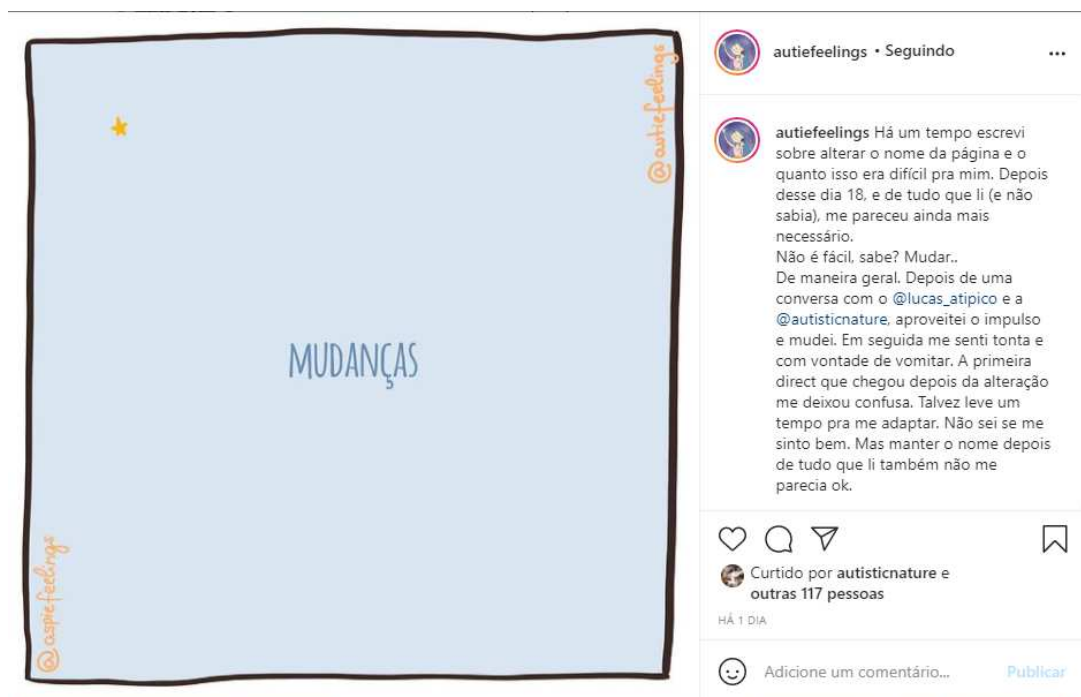 @autiefeelings
MUDANÇAS
@aspiefeelings
autiefeelings • Seguindo
autiefeelings Há um tempo escrevi
sobre alterar o nome da página e o
quanto isso era difícil pra mim. Depois
desse dia 18, e de tudo que li (e não
sabia), me pareceu ainda mais
necessário.
Não é fácil, sabe? Mudar..
De maneira geral. Depois de uma
conversa com o @lucas_atipico e a
@autisticnature, aproveitei o impulso
e mudei. Em seguida me senti tonta e
com vontade de vomitar. A primeira
direct que chegou depois da alteração
me deixou confusa. Talvez leve um
tempo pra me adaptar. Não sei se me
sinto bem. Mas manter o nome depois
de tudo que li também não me
parecia ok.
Curtido por autisticnature e
outras 117 pessoas
HÁ 1 DIA
Adicione um comentário... Publicar